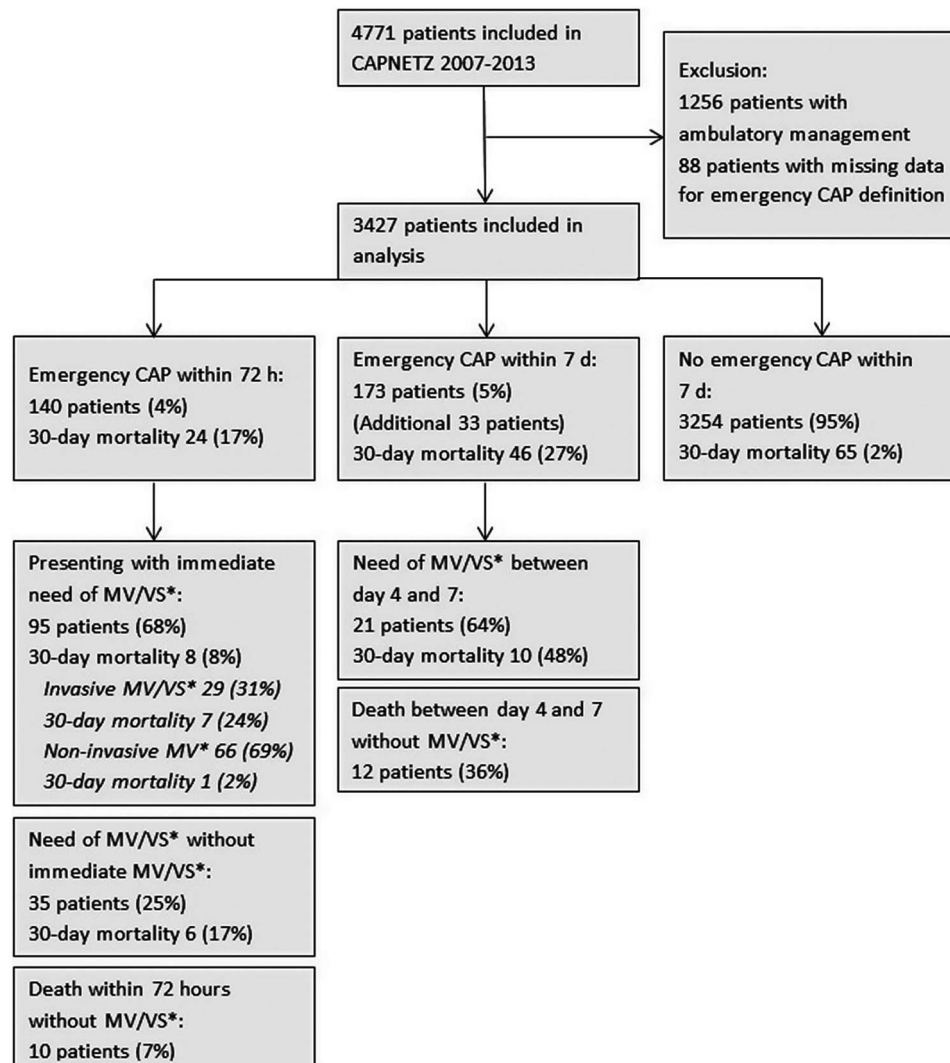 4771 patients included in
CAPNETZ 2007-2013
Exclusion:
1256 patients with
ambulatory management
88 patients with missing data
for emergency CAP definition
3427 patients included in
analysis
Emergency CAP within 72 h:
140 patients (4%)
30-day mortality 24 (17%)
Emergency CAP within 7 d:
173 patients (5%)
(Additional 33 patients)
30-day mortality 46 (27%)
No emergency CAP within
7 d:
3254 patients (95%)
30-day mortality 65 (2%)
Presenting with immediate
need of MV/VS*:
95 patients (68%)
30-day mortality 8 (8%)
Invasive MV/VS* 29 (31%)
30-day mortality 7 (24%)
Non-invasive MV* 66 (69%)
30-day mortality 1 (2%)
Need of MV/VS* between
day 4 and 7:
21 patients (64%)
30-day mortality 10 (48%)
Death between day 4 and 7
without MV/VS*:
12 patients (36%)
Need of MV/VS* without
immediate MV/VS*:
35 patients (25%)
30-day mortality 6 (17%)
Death within 72 hours
without MV/VS*:
10 patients (7%)